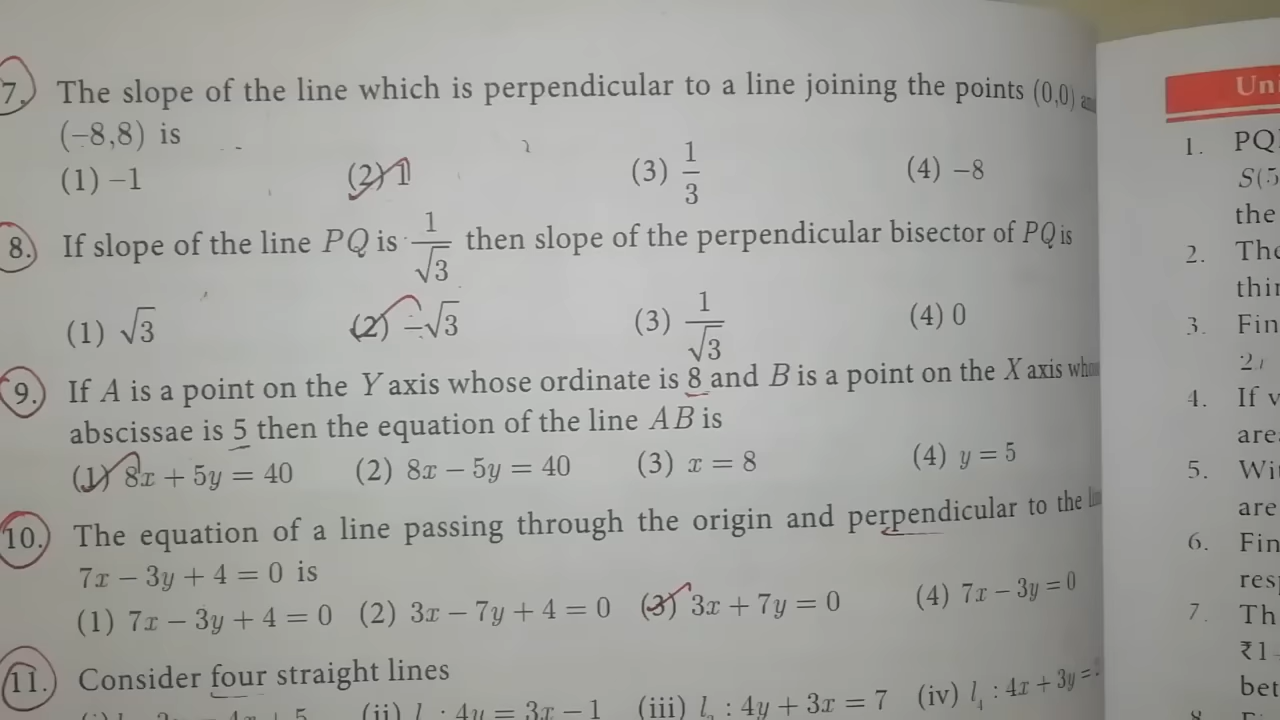 7. The slope of the line which is perpendicular to a line joining the points (0,0) and
(−8,8) is
(1) −1 (2) 1 (3) 1/3 (4) −8
8. If slope of the line PQ is 1/√3 then slope of the perpendicular bisector of PQ is
(1) √3 (2) −√3 (3) 1/√3 (4) 0
9. If A is a point on the Y axis whose ordinate is 8 and B is a point on the X axis
abscissae is 5 then the equation of the line AB is
(1) 8x + 5y = 40 (2) 8x − 5y = 40 (3) x = 8 (4) y = 5
10. The equation of a line passing through the origin and perpendicular to the
7x − 3y + 4 = 0 is
(1) 7x − 3y + 4 = 0 (2) 3x − 7y + 4 = 0 (3) 3x + 7y = 0 (4) 7x − 3y = 0
11. Consider four straight lines
(ii) 4y = 3x − 1 (iii) : 4y + 3x = 7 (iv) l₄ : 4x + 3y =
1. PQ
S(5
the
2.
3. Fin
4. If
are
5.
are
6. Fin
7. Th
₹1
bet
8.